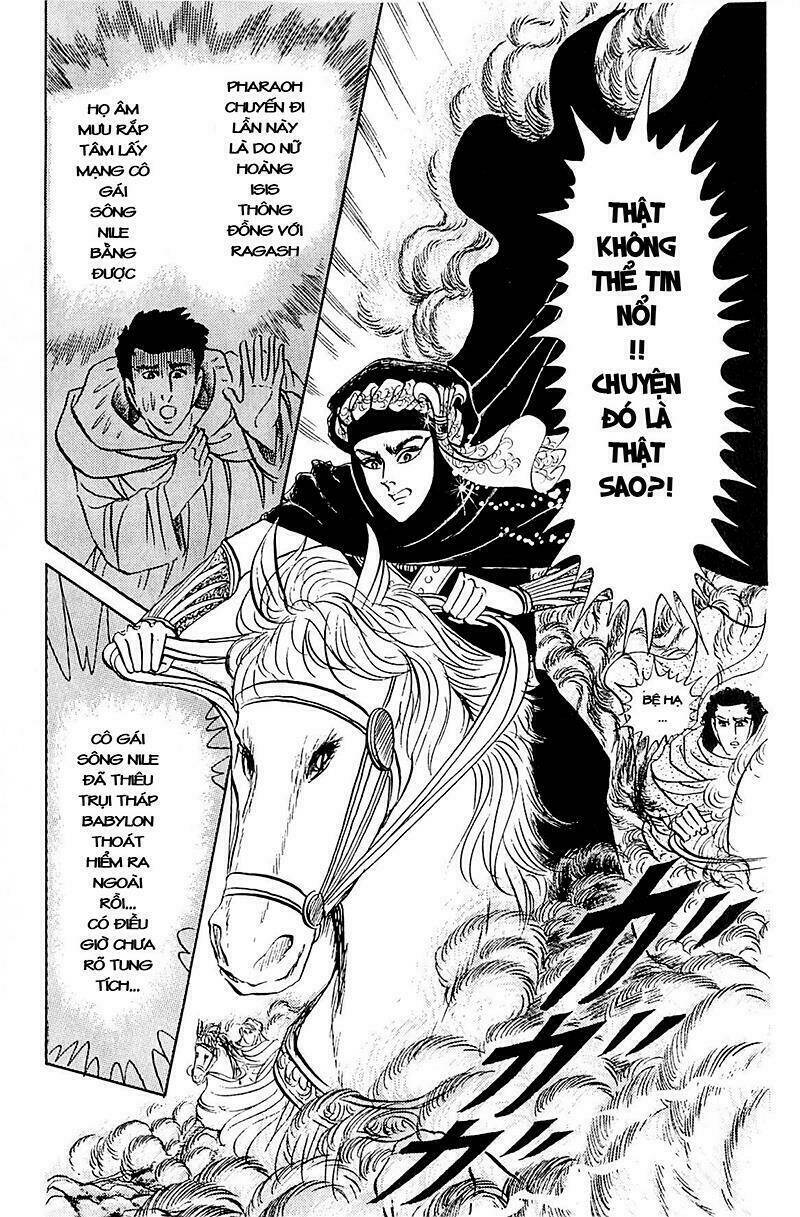 THẬT
KHÔNG
THỂ TIN
NỔI
!!
CHUYỆN
ĐÓ LÀ
THẬT
SAO?!
PHARAOH
CHUYẾN ĐI
LẦN NÀY
LÀ DO NỮ
HOÀNG
ISIS
THÔNG
ĐỒNG VỚI
RAGASH
HỌ ÂM
MƯU RẮP
TÂM LẤY
MẠNG CÔ
GÁI
SÔNG
NILE
BẰNG
ĐƯỢC
BỆ HẠ
...
CÔ GÁI
SÔNG NILE
ĐÃ THIÊU
TRỤI THÁP
BABYLON
THOÁT
HIỂM RA
NGOÀI
RỒI...
CÓ ĐIỀU
GIỜ CHƯA
RÕ TUNG
TÍCH...
ガガガ